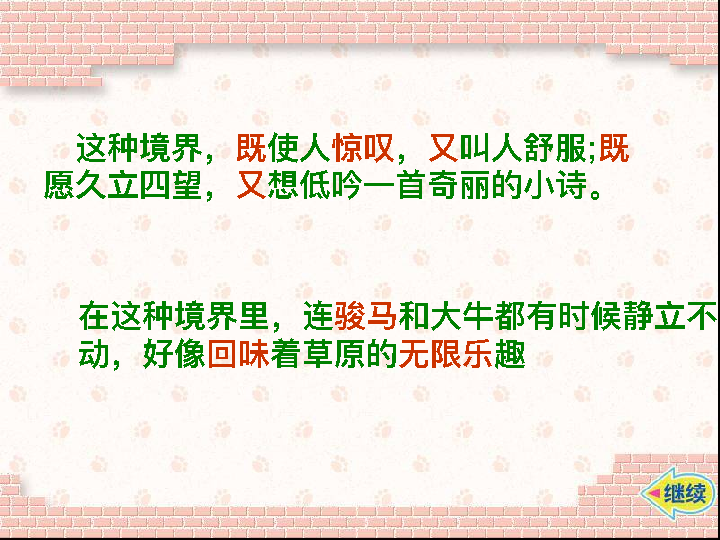 这种境界，既使人惊叹，又叫人舒服;既
愿久立四望，又想低吟一首奇丽的小诗。
在这种境界里，连骏马和大牛都有时候静立不
动，好像回味着草原的无限乐趣
继续